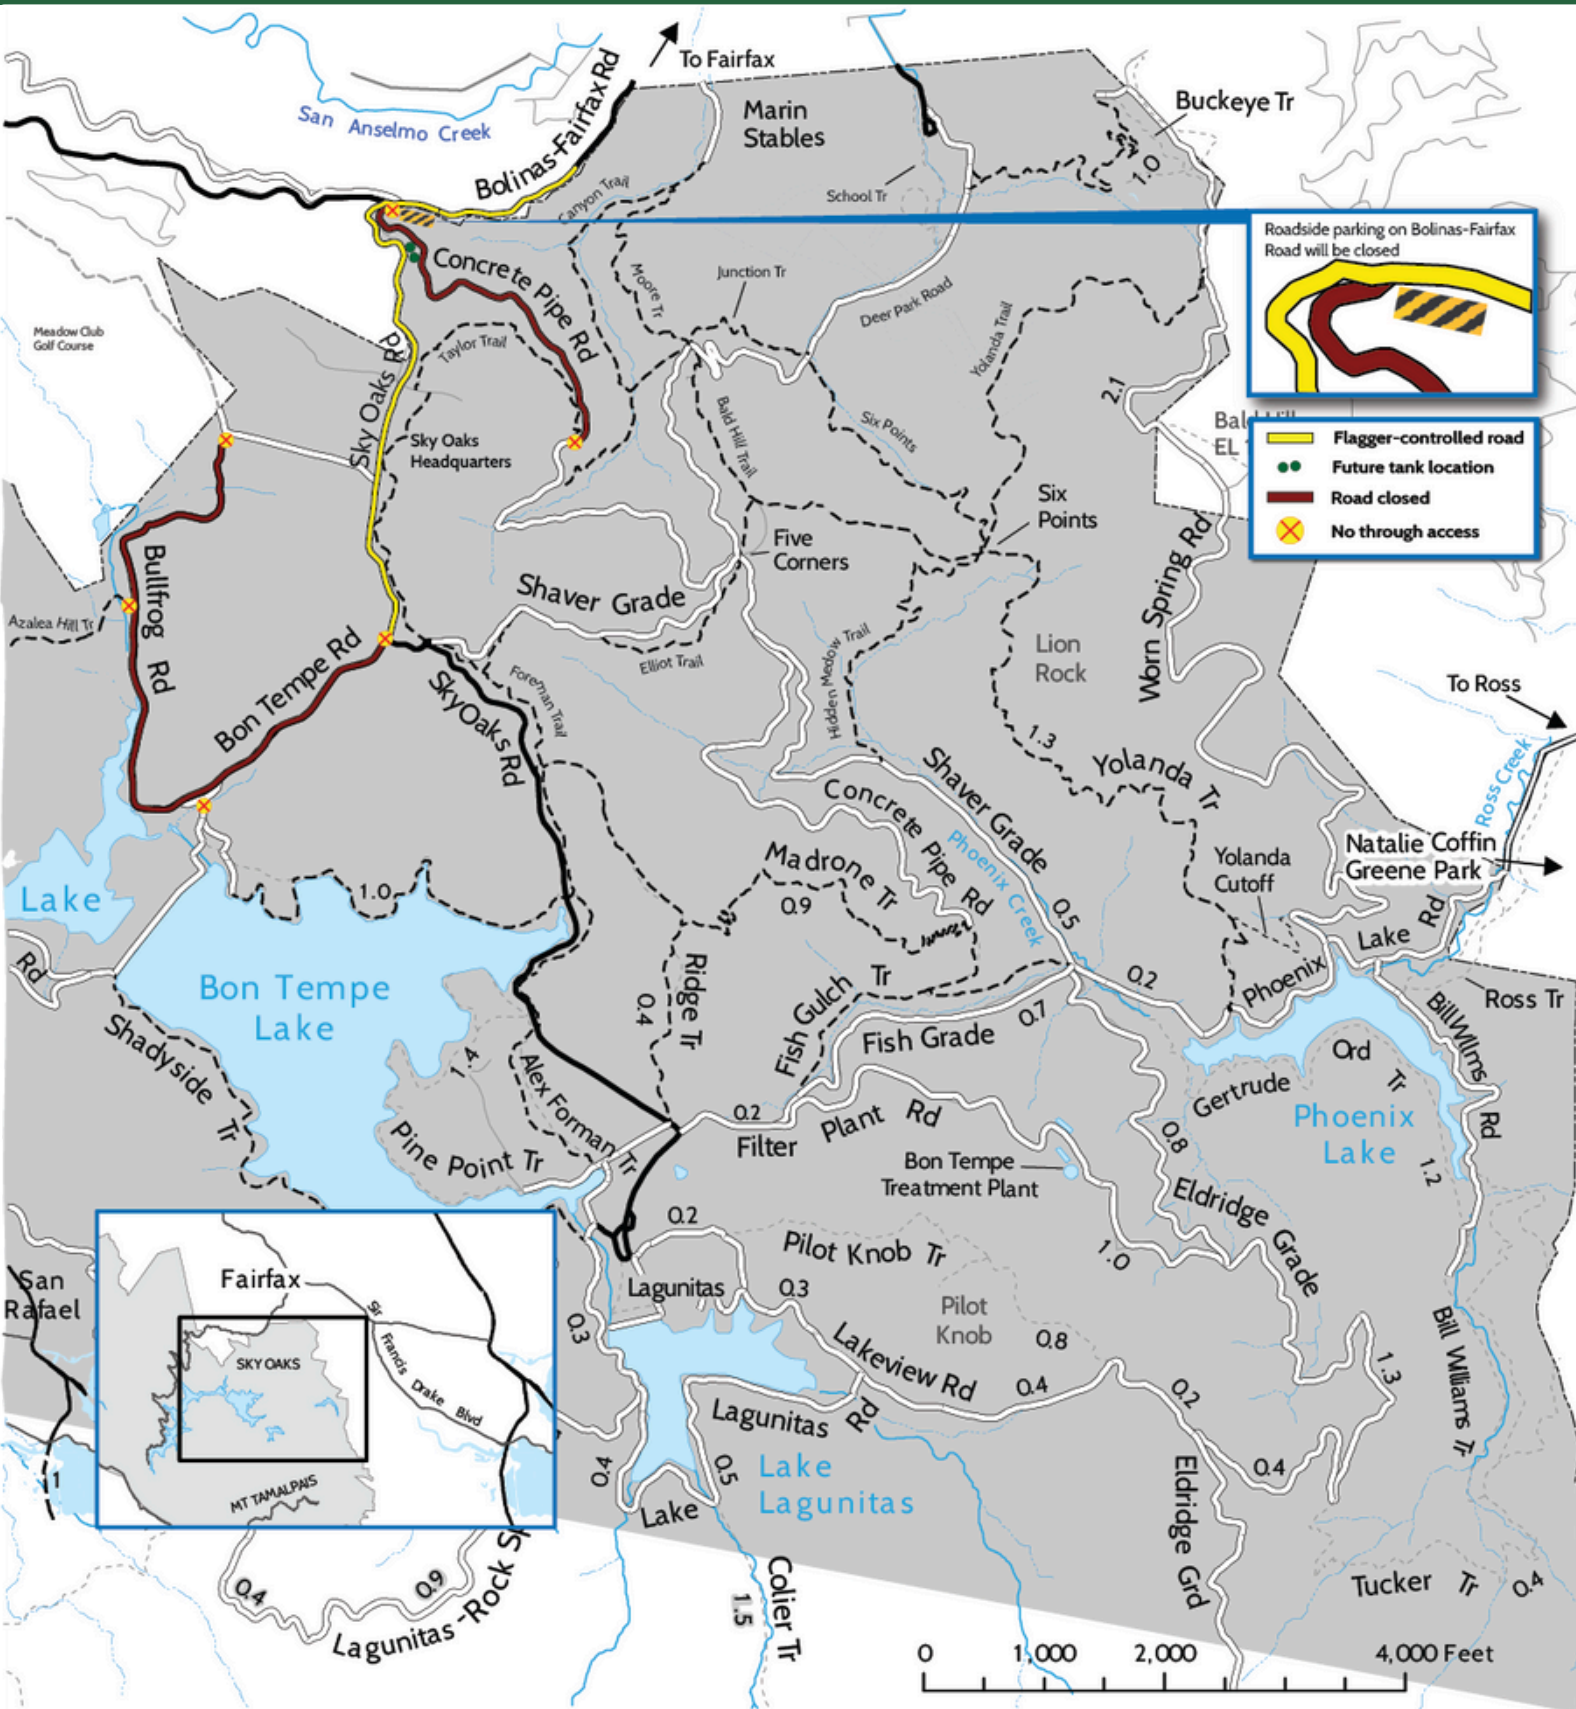 To Fairfax
San Anselmo Creek
Bolinas-Fairfax Rd
Marin
Stables
Buckeye Tr
1.0
School Tr
Canyon Trail
Roadside parking on Bolinas-Fairfax
Road will be closed
Concrete Pipe Rd
Moore Tr
Junction Tr
Deer Park Road
Yolanda Trail
Meadow Club
Golf Course
Taylor Trail
Sky Oaks Rd
2.1
Bald Hill
EL
Flagger-controlled road
Future tank location
Road closed
No through access
Sky Oaks
Headquarters
Bald Hill Trail
Six Points
Six
Points
Five
Corners
Bullfrog Rd
Azalea Hill Tr
Shaver Grade
Elliot Trail
Hidden Medow Trail
Lion
Rock
Worn Spring Rd
Bon Tempe Rd
Foreman Trail
Sky Oaks Rd
To Ross
Ross Creek
1.3
Yolanda Tr
Shaver Grade
Concrete Pipe Rd
Phoenix Creek
Madrone Tr
0.9
0.5
Yolanda
Cutoff
Natalie Coffin
Greene Park
Lake
1.0
Phoenix Lake Rd
Rd
Bon Tempe
Lake
Ridge Tr
0.4
Fish Gulch Tr
0.2
0.7
Fish Grade
Ross Tr
Bill Wllms Rd
Shadyside Tr
1.4
Alex Forman Tr
Pine Point Tr
0.2
Filter Plant Rd
Ord Tr
Gertrude
Phoenix
Lake
0.8
1.2
Bon Tempe
Treatment Plant
Eldridge Grade
0.2
Pilot Knob Tr
1.0
San
Rafael
Fairfax
Lagunitas
0.3
Pilot
Knob
0.8
0.3
Sir Francis Drake Blvd
SKY OAKS
Lakeview Rd
0.4
0.2
1.3
Bill Williams Tr
Lagunitas Rd
MT TAMALPAIS
1
0.4
0.5
Lake
Lagunitas
Lake
0.4
Eldridge Grd
0.4
0.9
Lagunitas-Rock
Colier Tr
1.5
Tucker Tr
0.4
0 1,000 2,000 4,000 Feet